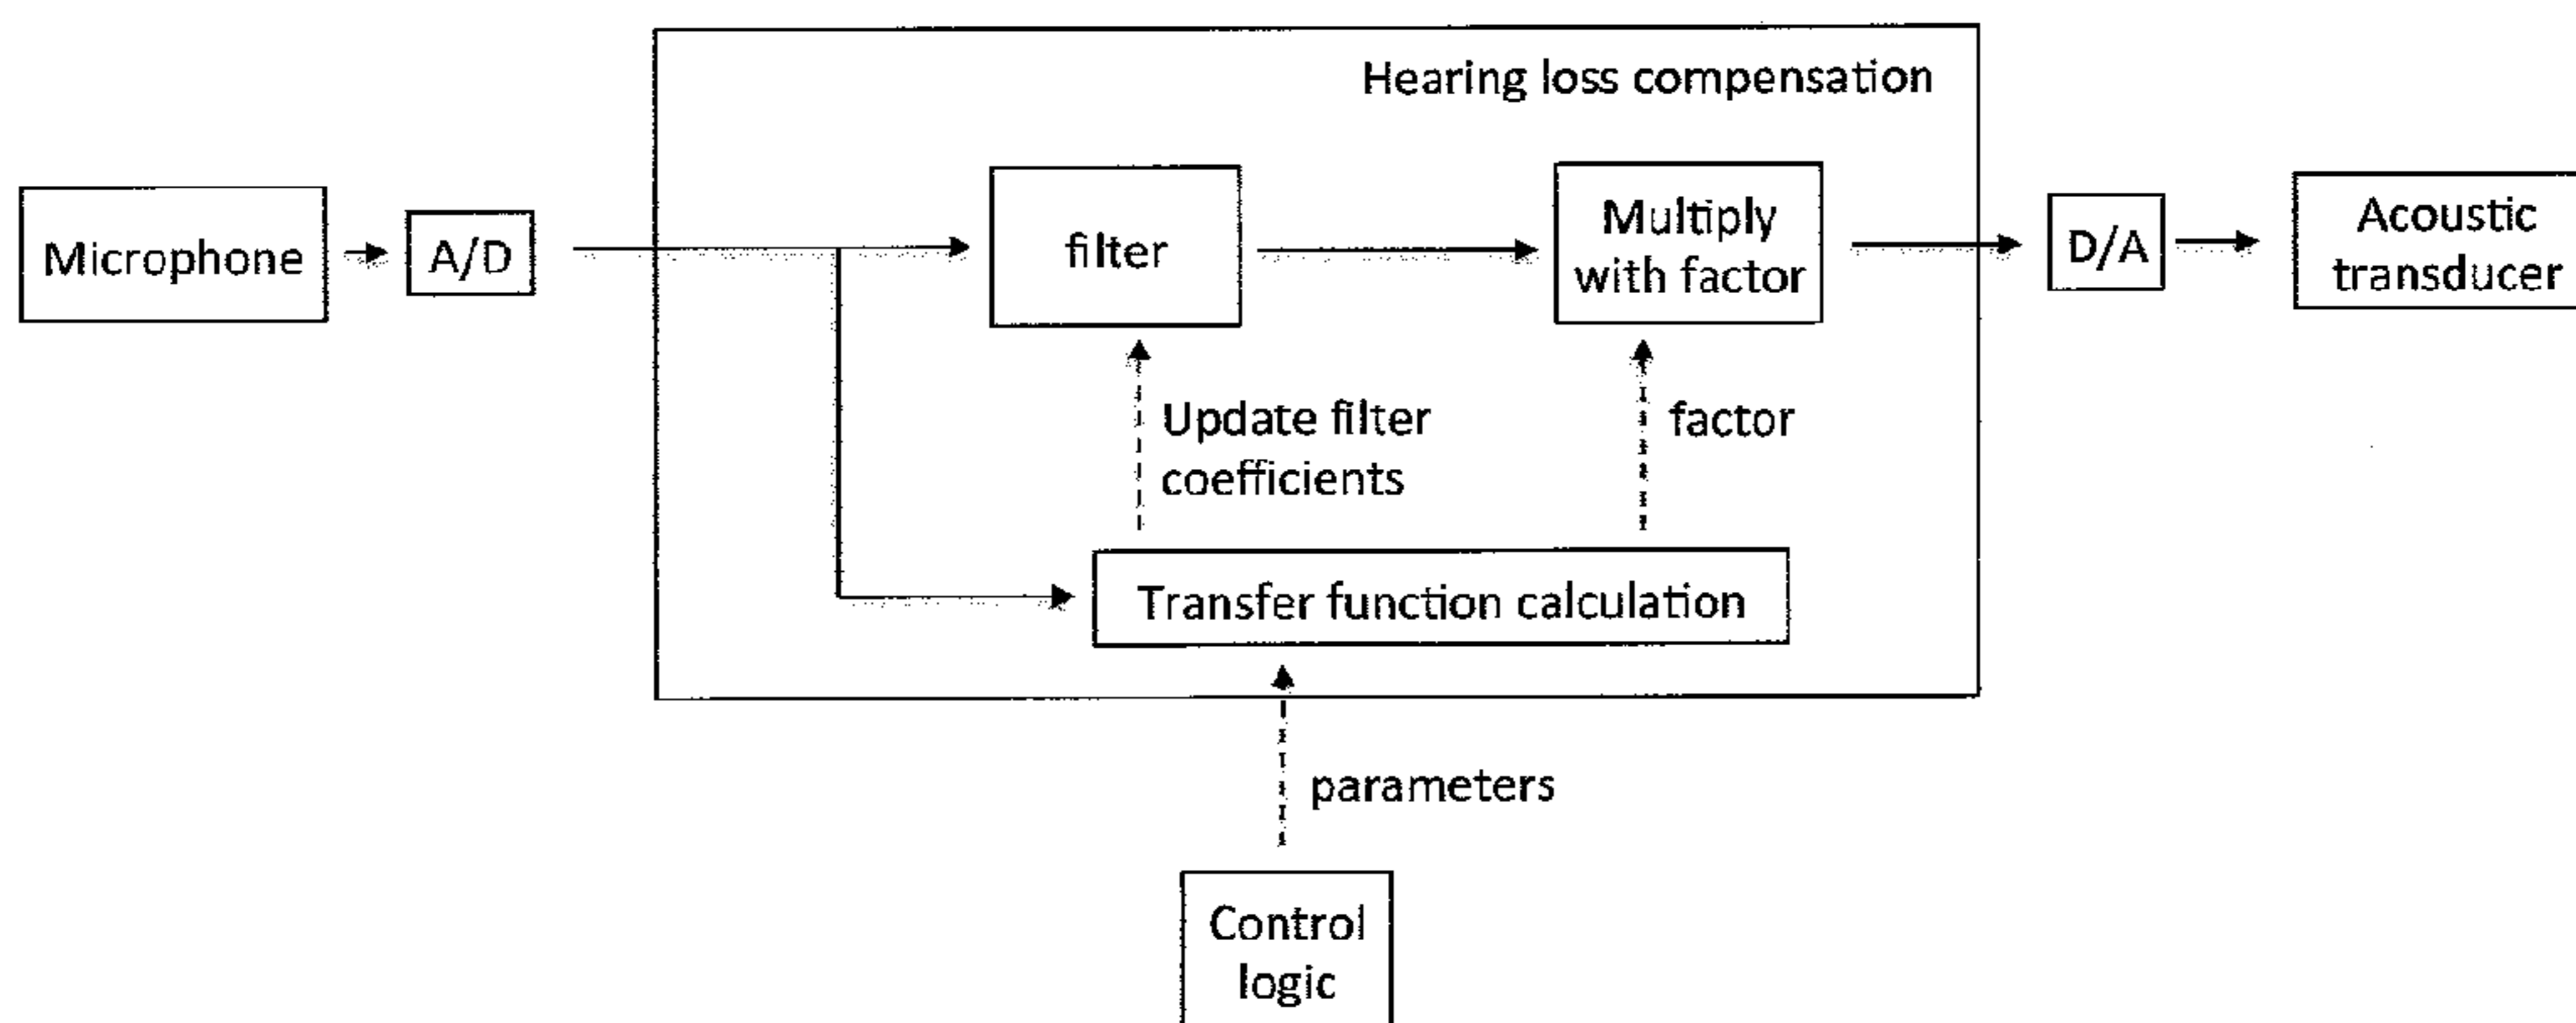 Hearing loss compensation
Microphone
A/D
filter
Multiply
with factor
D/A
Acoustic
transducer
Update filter
coefficients
factor
Transfer function calculation
parameters
Control
logic